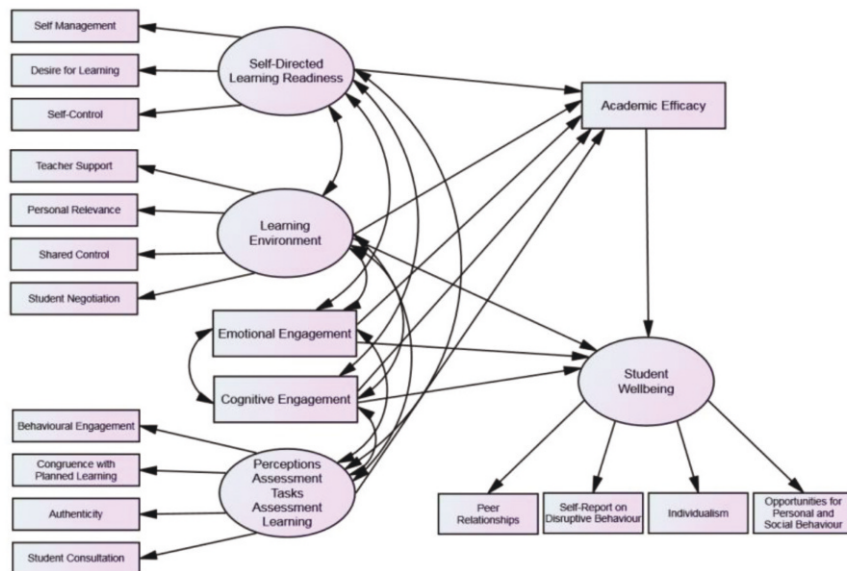 Self Management
Desire for Learning
Self-Control
Self-Directed
Learning Readiness
Academic Efficacy
Teacher Support
Personal Relevance
Shared Control
Student Negotiation
Learning
Environment
Emotional Engagement
Cognitive Engagement
Student
Wellbeing
Behavioural Engagement
Congruence with
Planned Learning
Authenticity
Student Consultation
Perceptions
Assessment
Tasks
Assessment
Learning
Peer
Relationships
Self-Report on
Disruptive Behaviour
Individualism
Opportunities for
Personal and
Social Behaviour